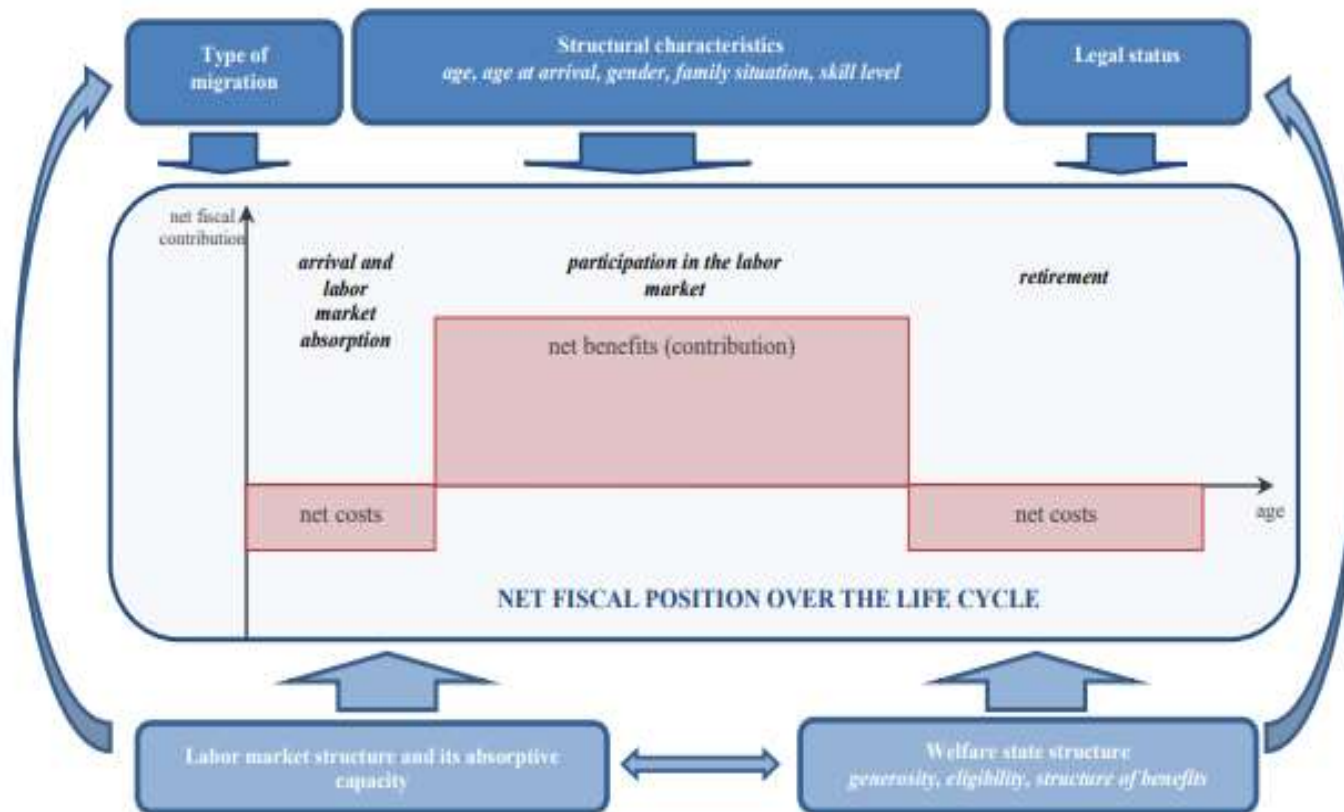 Type of
migration
Structural characteristics
age, age at arrival, gender, family situation, skill level
Legal status
net fiscal
contribution
arrival and
labor
market
absorption
participation in the labor
market
retirement
net benefits (contribution)
net costs
net costs
age
NET FISCAL POSITION OVER THE LIFE CYCLE
Labor market structure and its absorptive
capacity
Welfare state structure
generosity, eligibility, structure of benefits